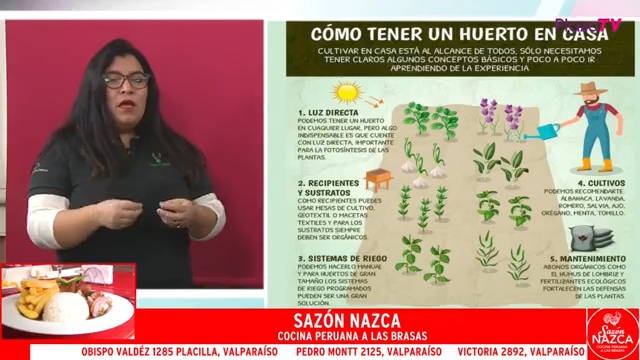 CÓMO TENER UN HUERTO EN CASA
CULTIVAR EN CASA ESTÁ AL ALCANCE DE TODOS, SÓLO NECESITAMOS
TENER CLAROS ALGUNOS CONCEPTOS BÁSICOS Y POCO A POCO IR
APRENDIENDO DE LA EXPERIENCIA
1. LUZ DIRECTA
PODEMOS TENER UN HUERTO
EN CUALQUIER LUGAR, PERO ALGO
INDISPENSABLE ES QUE CUENTE
CON LUZ DIRECTA, IMPORTANTE
PARA LA FOTOSÍNTESIS DE LAS
PLANTAS.
2. RECIPIENTES
Y SUSTRATOS
COMO RECIPIENTES PUEDES
USAR MESAS DE CULTIVO,
GEOTEXTIL O MACETAS
TEXTILES Y PARA LOS
SUSTRATOS SIEMPRE
DEBEN SER ORGÁNICOS.
3. SISTEMAS DE RIEGO
PODEMOS HACERLO MANUAL
Y PARA HUERTOS DE GRAN
TAMAÑO LOS SISTEMAS
DE RIEGO PROGRAMADOS
PUEDEN SER UNA GRAN
SOLUCIÓN.
4. CULTIVOS
PODEMOS RECOMENDARTE:
ALBAHACA, LAVANDA,
ROMERO, SALVIA, AJO,
ORÉGANO, MENTA, TOMILLO.
5. MANTENIMIENTO
ABONOS ORGÁNICOS COMO
EL HUMUS DE LOMBRIZ Y
FERTILIZANTES ECOLÓGICOS
FORTALECEN LAS DEFENSAS
DE LAS PLANTAS.
SAZÓN NAZCA
COCINA PERUANA A LAS BRASAS
Sazón
NAZCA
COCINA PERUANA
A LAS BRASAS
OBISPO VALDÉZ 1285 PLACILLA, VALPARAÍSO PEDRO MONTT 2125, VALPARAÍSO VICTORIA 2892, VALPARAÍSO